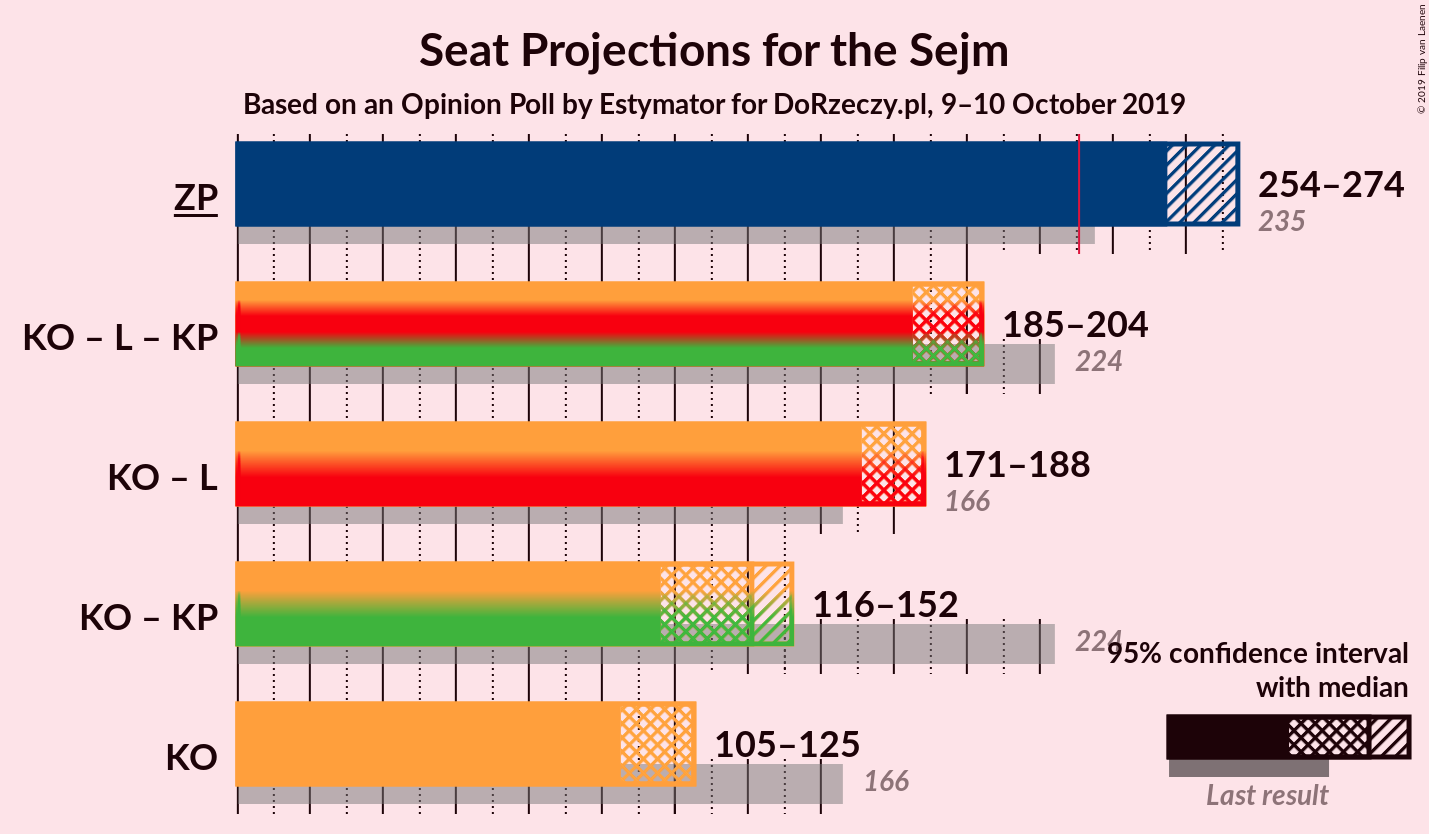 Seat Projections for the Sejm
Based on an Opinion Poll by Estymator for DoRzeczy.pl, 9–10 October 2019
© 2019 Filip van Laenen
ZP
254–274
235
KO – L – KP
185–204
224
KO – L
171–188
166
KO – KP
116–152
224
KO
105–125
166
95% confidence interval
with median
Last result